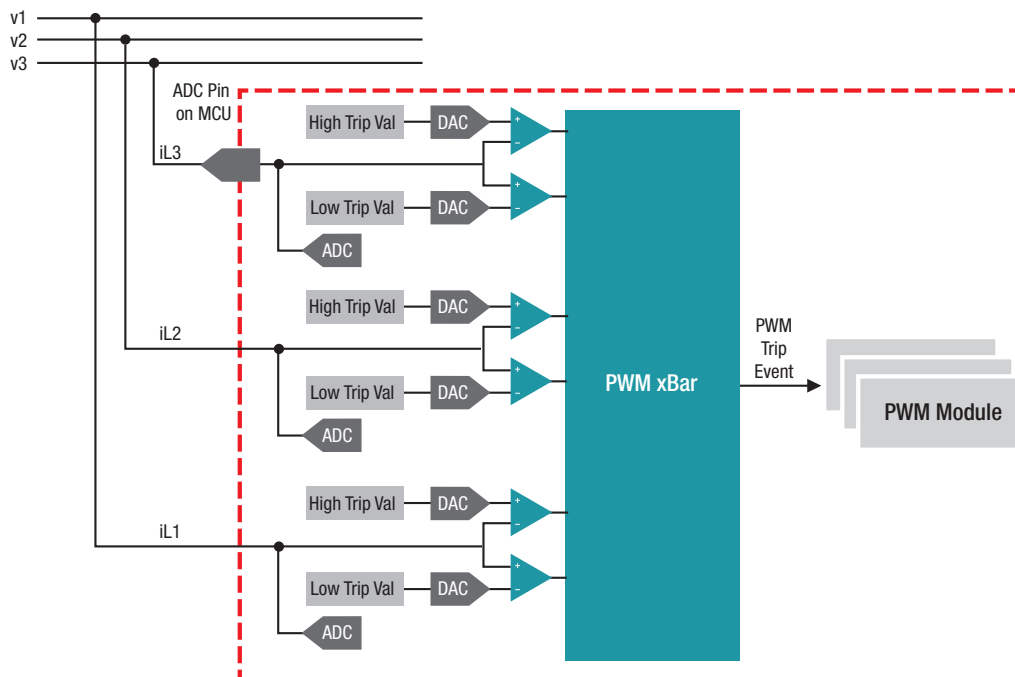 v1
v2
v3
ADC Pin
on MCU
High Trip Val
DAC
+
−
iL3
+
−
Low Trip Val
DAC
ADC
High Trip Val
DAC
+
−
iL2
+
−
Low Trip Val
DAC
ADC
PWM xBar
PWM
Trip
Event
PWM Module
High Trip Val
DAC
+
−
iL1
+
−
Low Trip Val
DAC
ADC